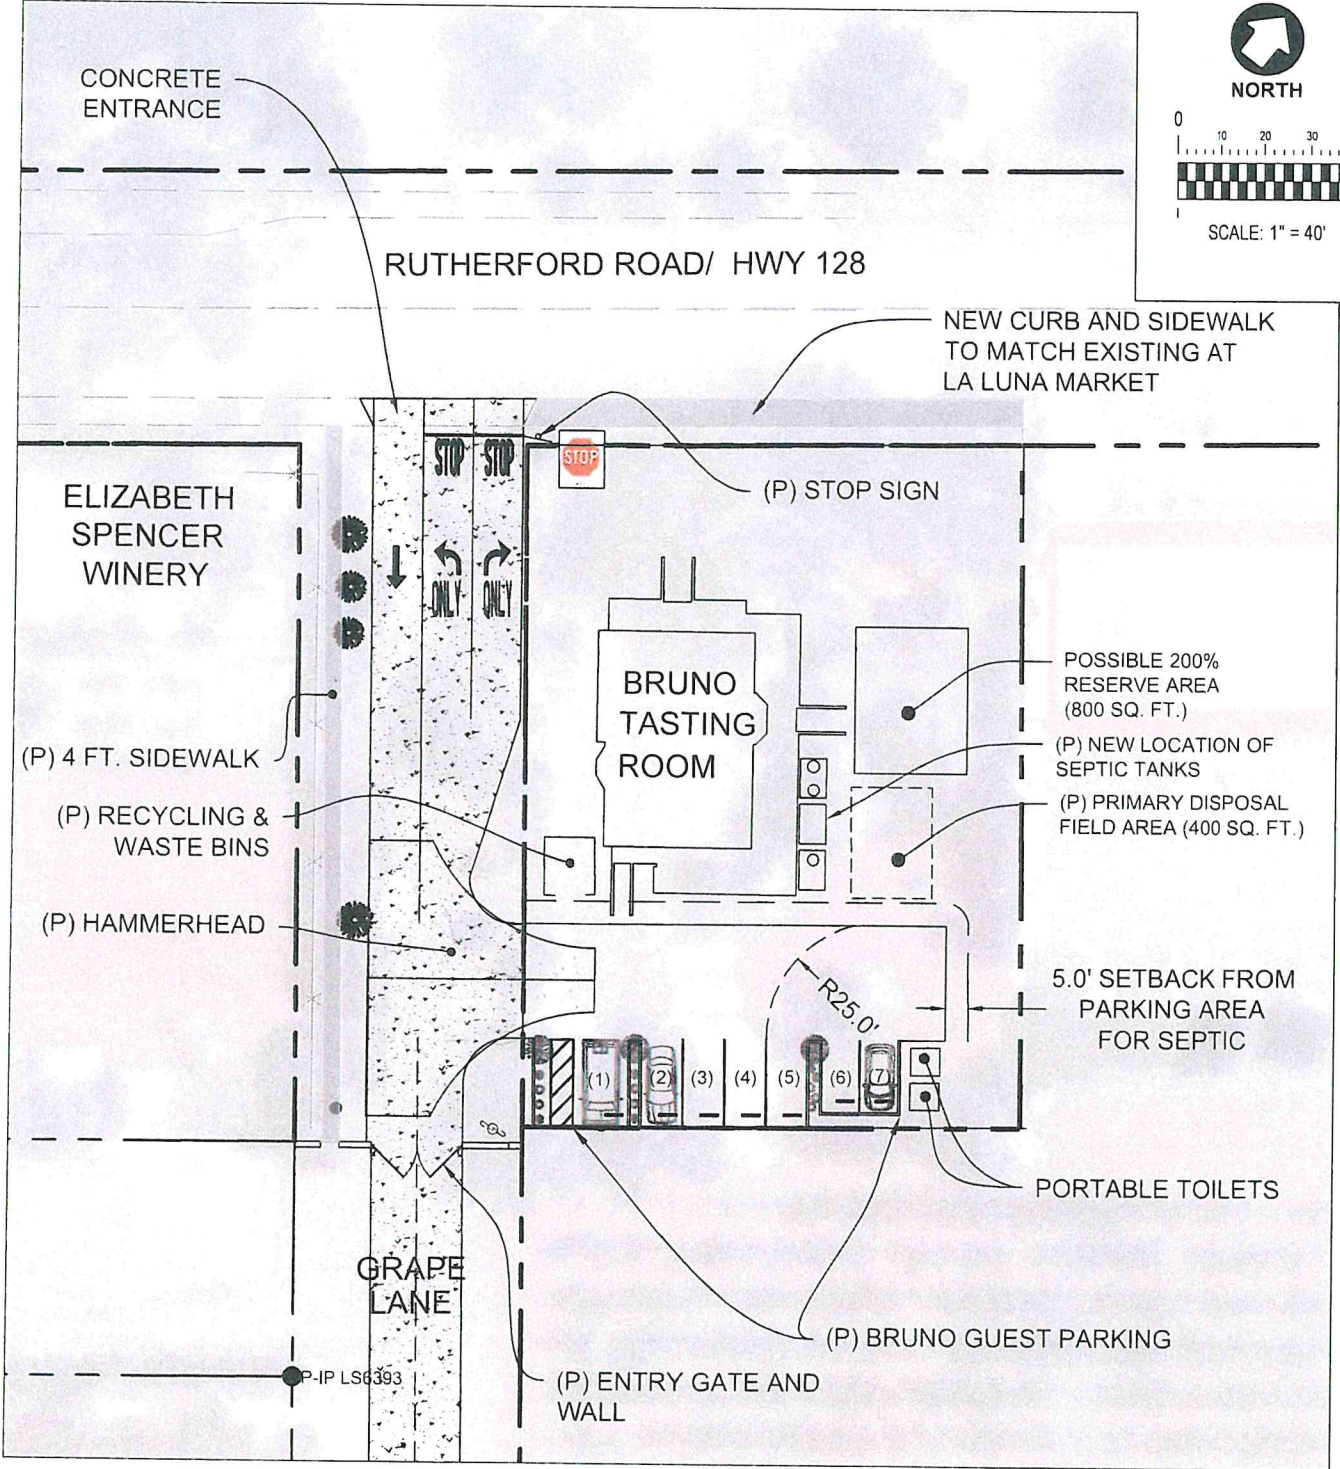 CONCRETE
ENTRANCE
NORTH
0
10 20 30
SCALE: 1" = 40'
RUTHERFORD ROAD/ HWY 128
NEW CURB AND SIDEWALK
TO MATCH EXISTING AT
LA LUNA MARKET
STOP STOP
STOP
(P) STOP SIGN
ELIZABETH
SPENCER
WINERY
ONLY ONLY
BRUNO
TASTING
ROOM
POSSIBLE 200%
RESERVE AREA
(800 SQ. FT.)
(P) NEW LOCATION OF
SEPTIC TANKS
(P) PRIMARY DISPOSAL
FIELD AREA (400 SQ. FT.)
(P) 4 FT. SIDEWALK
(P) RECYCLING &
WASTE BINS
(P) HAMMERHEAD
R25.0'
5.0' SETBACK FROM
PARKING AREA
FOR SEPTIC
(1) (2) (3) (4) (5) (6) (7)
PORTABLE TOILETS
GRAPE
LANE
(P) BRUNO GUEST PARKING
P-IP LS6393
(P) ENTRY GATE AND
WALL